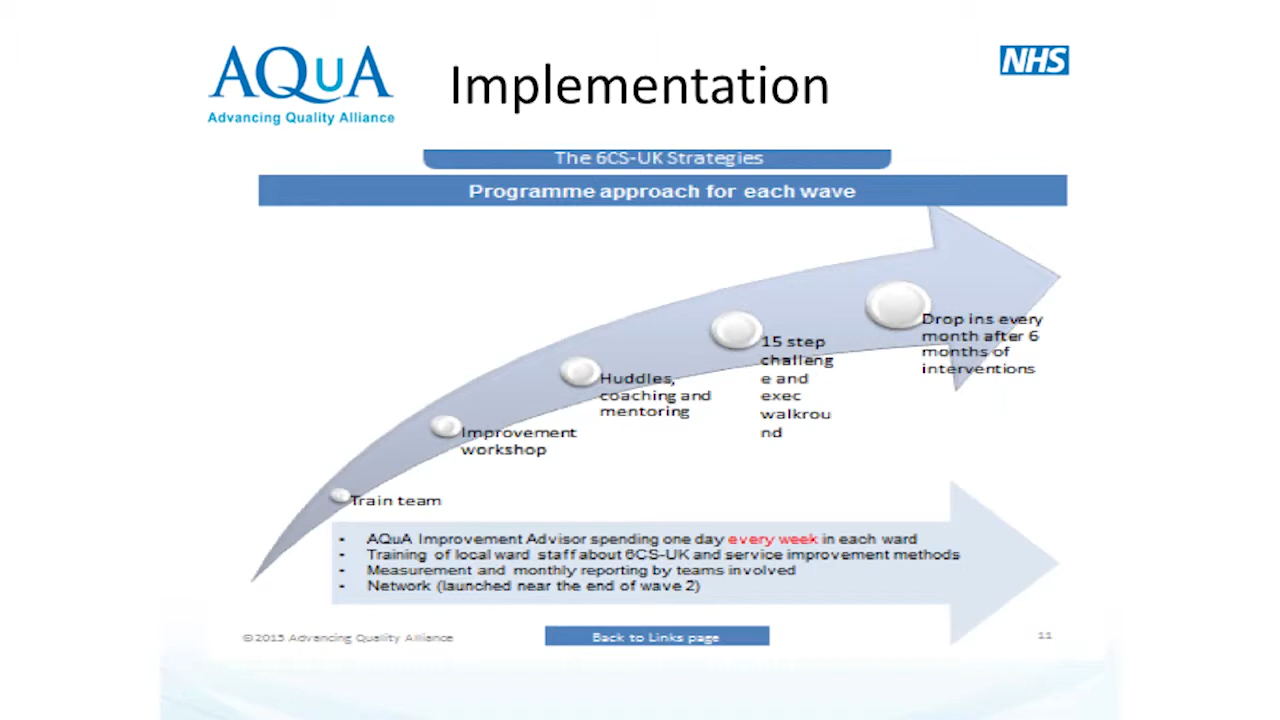 AQuA
Advancing Quality Alliance
Implementation
NHS
The 6CS-UK Strategies
Programme approach for each wave
Drop ins every
month after 6
months of
interventions
15 step
challeng
e and
exec
walkrou
nd
Huddles,
coaching and
mentoring
Improvement
workshop
Train team
• AQuA Improvement Advisor spending one day every week in each ward
• Training of local ward staff about 6CS-UK and service improvement methods
• Measurement and monthly reporting by teams involved
• Network (launched near the end of wave 2)
©2015 Advancing Quality Alliance
Back to Links page
11